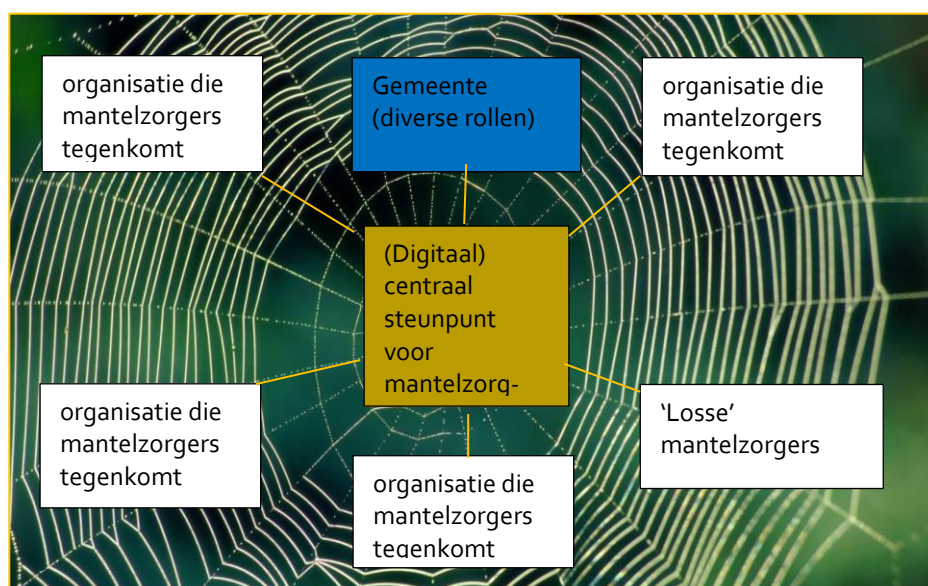 organisatie die
mantelzorgers
tegenkomt
Gemeente
(diverse rollen)
organisatie die
mantelzorgers
tegenkomt
(Digitaal)
centraal
steunpunt
voor
mantelzorg-
organisatie die
mantelzorgers
tegenkomt
‘Losse’
mantelzorgers
organisatie die
mantelzorgers
tegenkomt